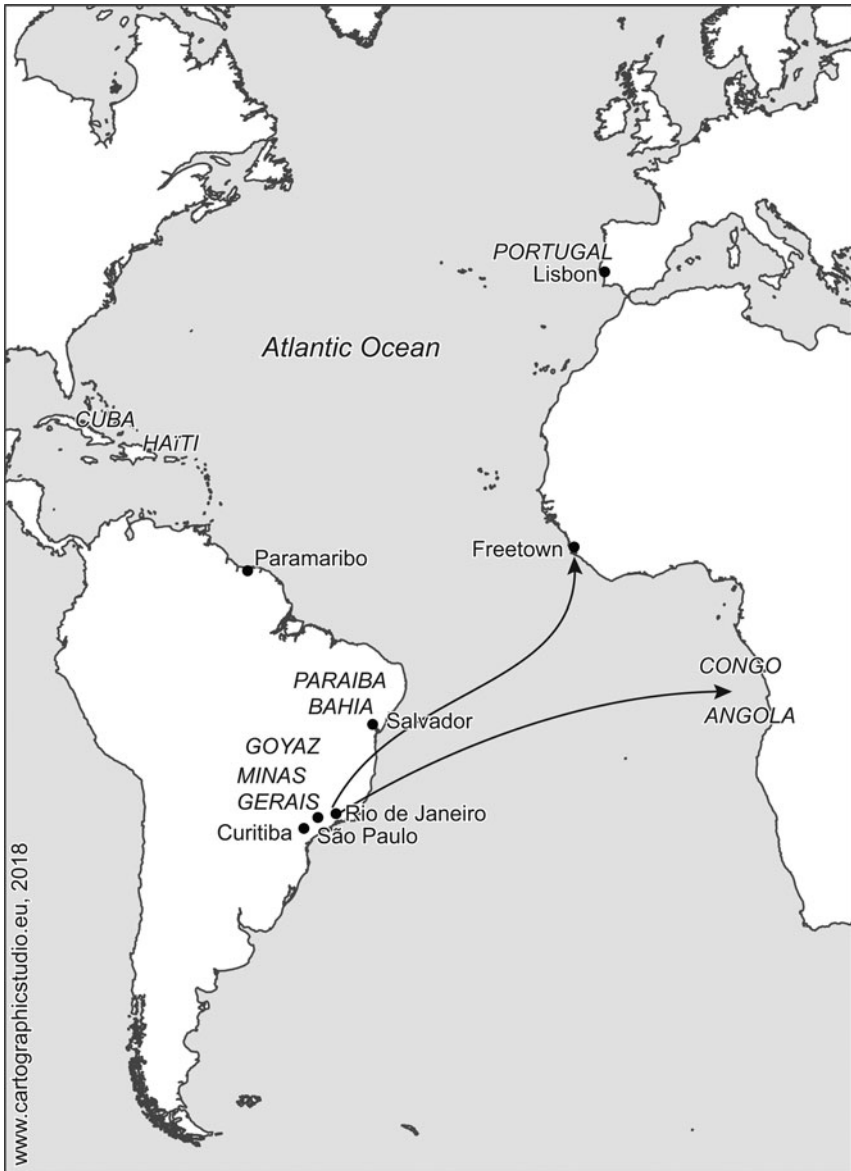 PORTUGAL
Lisbon
Atlantic Ocean
CUBA
HAïTI
Paramaribo
Freetown
CONGO
PARAIBA
BAHIA
Salvador
ANGOLA
GOYAZ
MINAS
GERAIS
Rio de Janeiro
Curitiba
São Paulo
www.cartographicstudio.eu, 2018